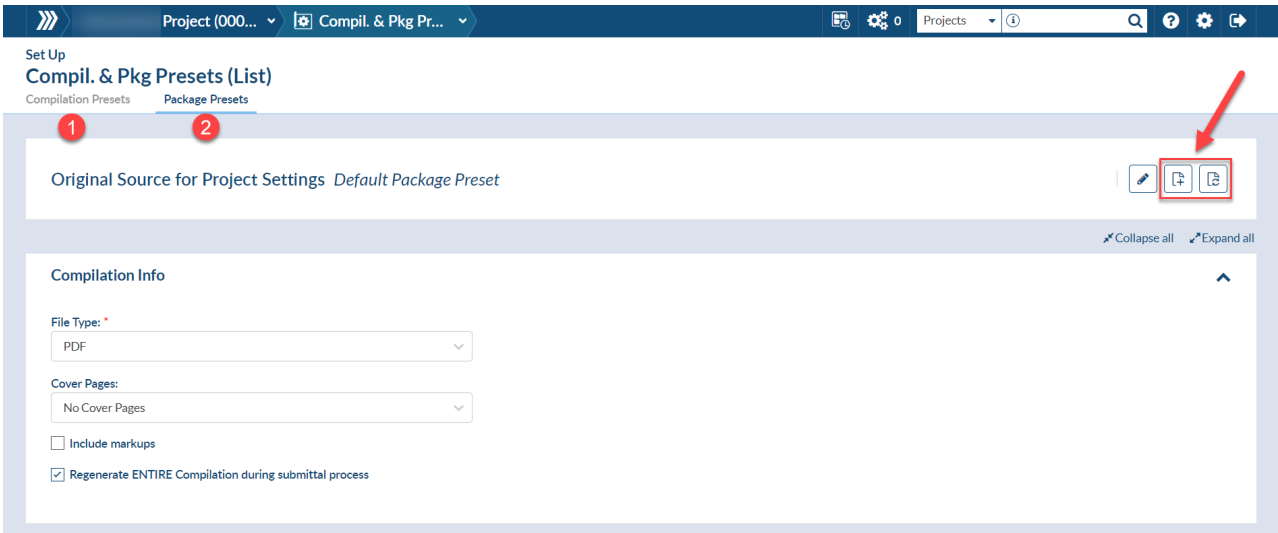 Project (000... Compil. & Pkg Pr... 0 Projects
Set Up
Compil. & Pkg Presets (List)
Compilation Presets Package Presets
1 2
Original Source for Project Settings Default Package Preset
Collapse all Expand all
Compilation Info
File Type: *
PDF
Cover Pages:
No Cover Pages
Include markups
Regenerate ENTIRE Compilation during submittal process